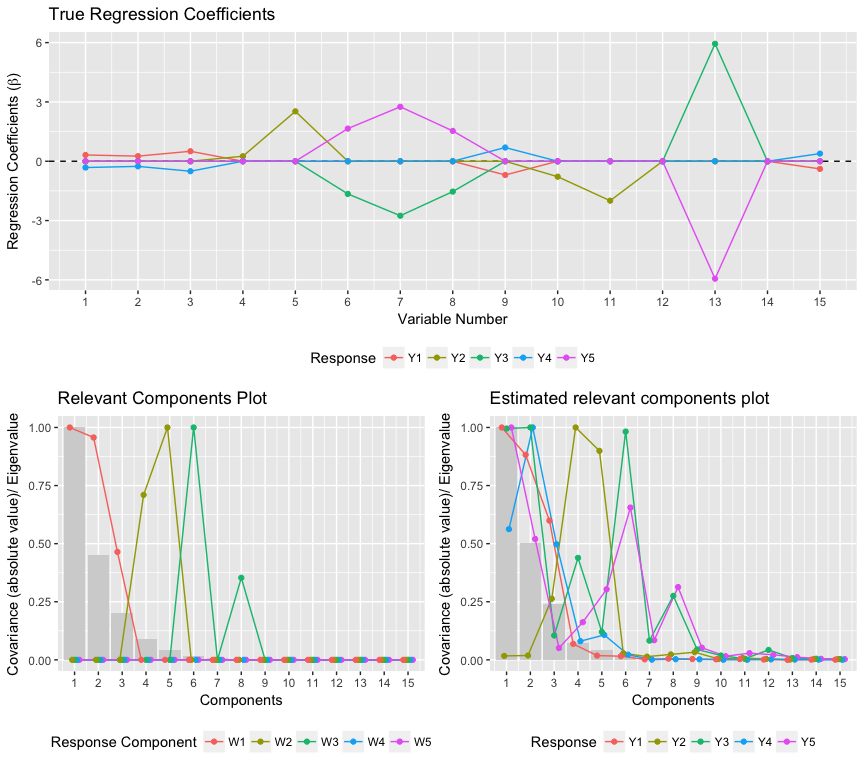 True Regression Coefficients
Regression Coefficients (β)
6
3
0
-3
-6
1 2 3 4 5 6 7 8 9 10 11 12 13 14 15
Variable Number
Response Y1 Y2 Y3 Y4 Y5
Relevant Components Plot
Covariance (absolute value)/ Eigenvalue
1.00
0.75
0.50
0.25
0.00
1 2 3 4 5 6 7 8 9 10 11 12 13 14 15
Components
Response Component W1 W2 W3 W4 W5
Estimated relevant components plot
Covariance (absolute value)/ Eigenvalue
1.00
0.75
0.50
0.25
0.00
1 2 3 4 5 6 7 8 9 10 11 12 13 14 15
Components
Response Y1 Y2 Y3 Y4 Y5